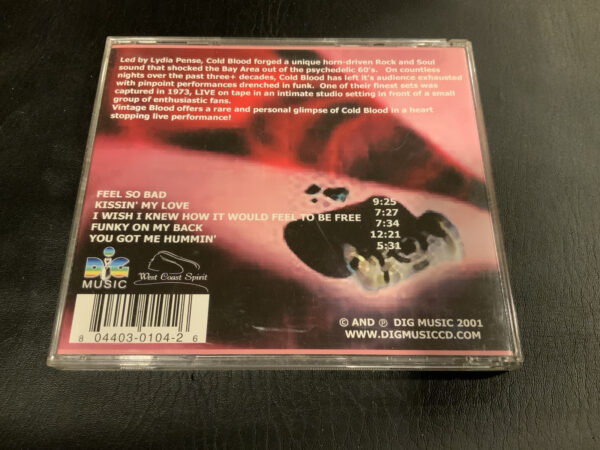 Led by Lydia Pense, Cold Blood forged a unique horn-driven Rock and Soul
sound that shocked the Bay Area out of the psychedelic 60's. On countless
nights over the past three+ decades, Cold Blood has left it's audience exhausted
with pinpoint performances drenched in funk. One of their finest sets was
captured in 1973, LIVE on tape in an intimate studio setting in front of a small
group of enthusiastic fans.
Vintage Blood offers a rare and personal glimpse of Cold Blood in a heart
stopping live performance!
FEEL SO BAD 9:25
KISSIN' MY LOVE 7:27
I WISH I KNEW HOW IT WOULD FEEL TO BE FREE 7:34
FUNKY ON MY BACK 12:21
YOU GOT ME HUMMIN' 5:31
DIG
MUSIC
West Coast Spirit
8 04403-0104-2 6
© AND ℗ DIG MUSIC 2001
WWW.DIGMUSICCD.COM